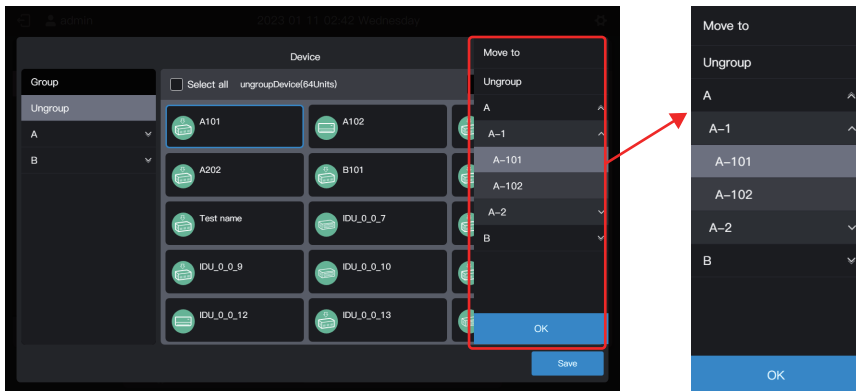 admin
2023 01.11 02:42 Wednesday
Device
Group
Ungroup
A
B
Select all ungroupDevice(64Units)
A101
A102
A202
B101
Test name
IDU_0_0_7
IDU_0_0_9
IDU_0_0_10
IDU_0_0_12
IDU_0_0_13
Move to
Ungroup
A
A-1
A-101
A-102
A-2
B
OK
Save
Move to
Ungroup
A
A-1
A-101
A-102
A-2
B
OK